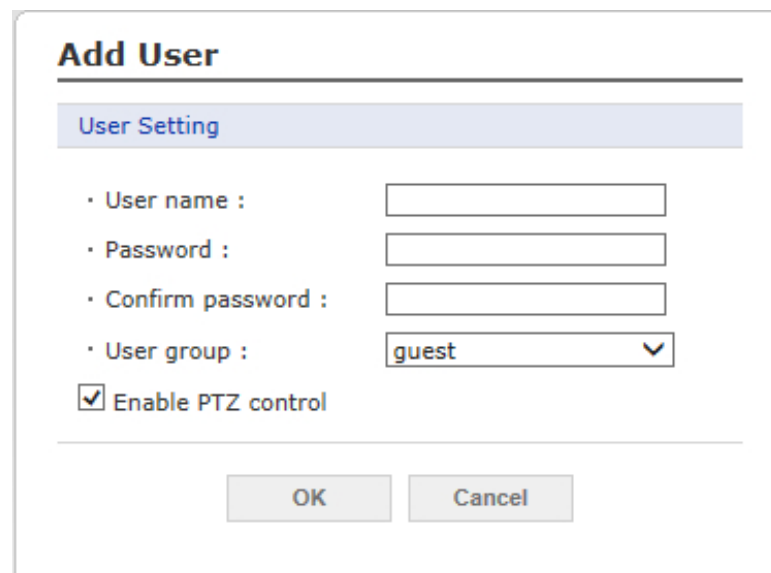 Add User
User Setting
· User name :
· Password :
· Confirm password :
· User group : guest
Enable PTZ control
OK Cancel